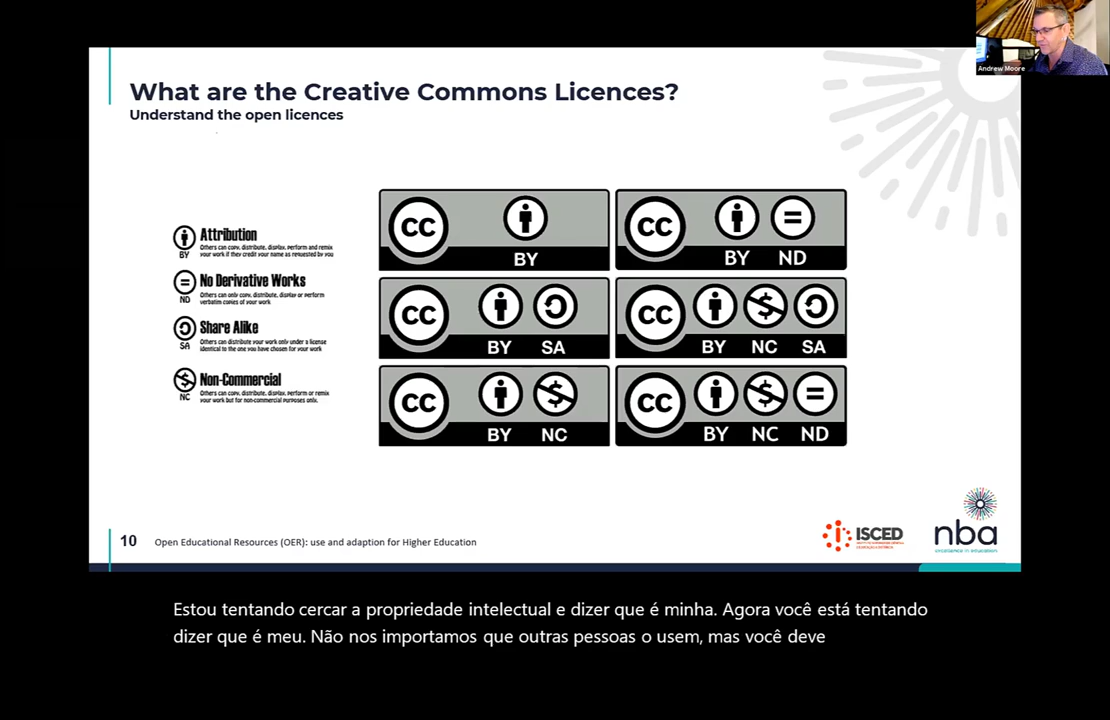 Andrew Moore
What are the Creative Commons Licences?
Understand the open licences
Attribution
Others can copy, distribute, display, perform and remix
your work if they credit your name as requested by you
BY
No Derivative Works
Others can only copy, distribute, display or perform
verbatim copies of your work
ND
Share Alike
Others can distribute your work only under a license
identical to the one you have chosen for your work
SA
Non-Commercial
Others can copy, distribute, display, perform or remix
your work but for non-commercial purposes only.
NC
CC BY
CC BY ND
CC BY SA
CC BY NC SA
CC BY NC
CC BY NC ND
10 Open Educational Resources (OER): use and adaption for Higher Education
ISCED
nba
excellence in education
Estou tentando cercar a propriedade intelectual e dizer que é minha. Agora você está tentando
dizer que é meu. Não nos importamos que outras pessoas o usem, mas você deve